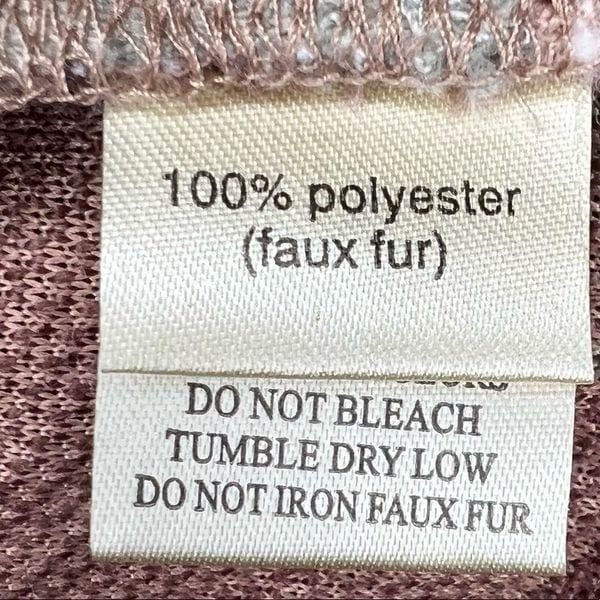 100% polyester
(faux fur)
DO NOT BLEACH
TUMBLE DRY LOW
DO NOT IRON FAUX FUR